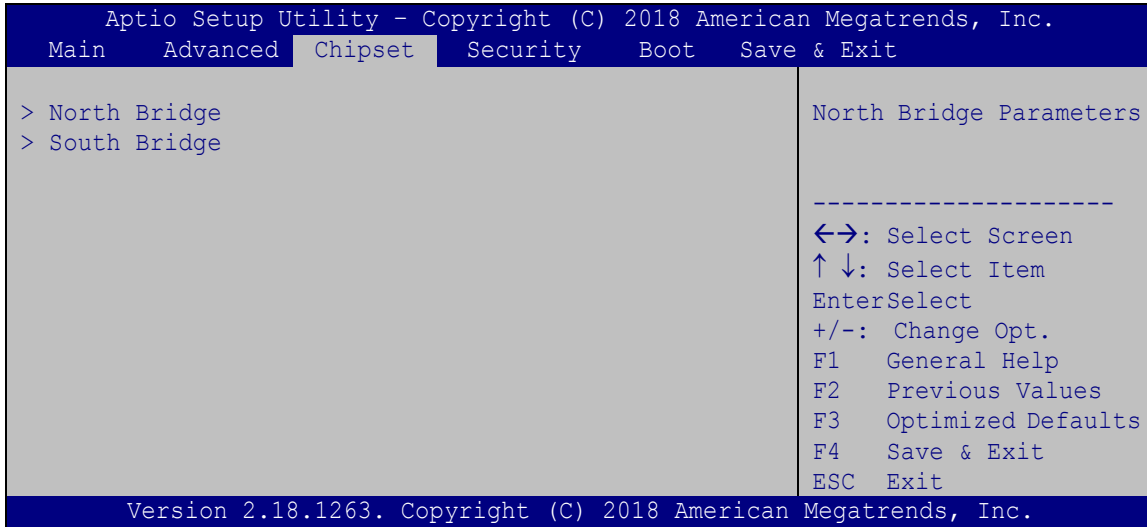 Aptio Setup Utility – Copyright (C) 2018 American Megatrends, Inc.
Main Advanced Chipset Security Boot Save & Exit
> North Bridge
> South Bridge
North Bridge Parameters
---------------------
←→: Select Screen
↑ ↓: Select Item
EnterSelect
+/-: Change Opt.
F1 General Help
F2 Previous Values
F3 Optimized Defaults
F4 Save & Exit
ESC Exit
Version 2.18.1263. Copyright (C) 2018 American Megatrends, Inc.